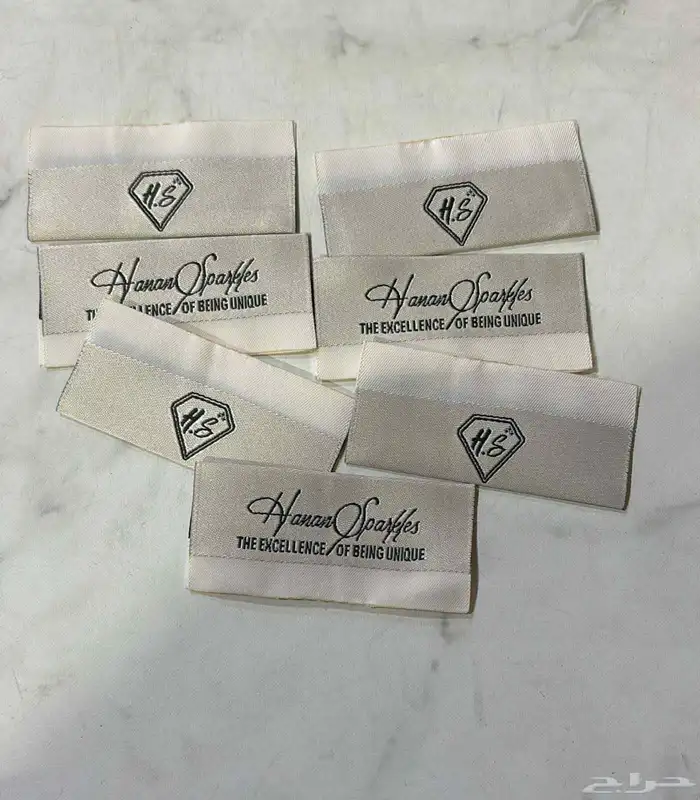 H.S
H.S
Hanan Sparkles
THE EXCELLENCE OF BEING UNIQUE
Hanan Sparkles
THE EXCELLENCE OF BEING UNIQUE
H.S
H.S
Hanan Sparkles
THE EXCELLENCE OF BEING UNIQUE
حراج